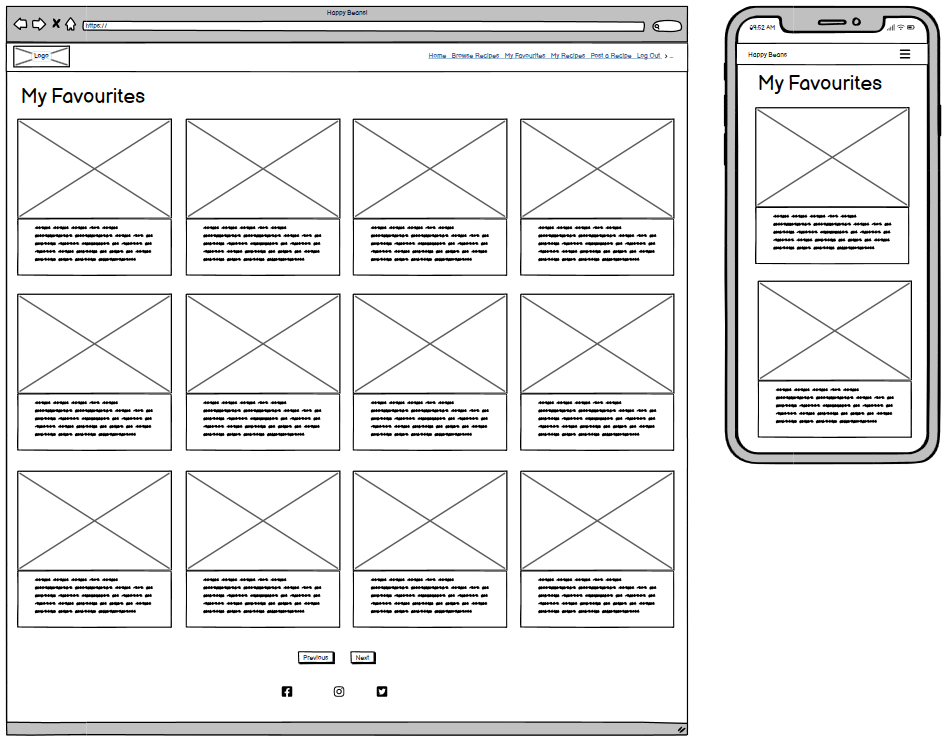 Happy Beans!
https://
Logo
Home Browse Recipes My Favourites My Recipes Post a Recipe Log Out > ...
My Favourites
Previous Next
09:52 AM
Happy Beans
My Favourites